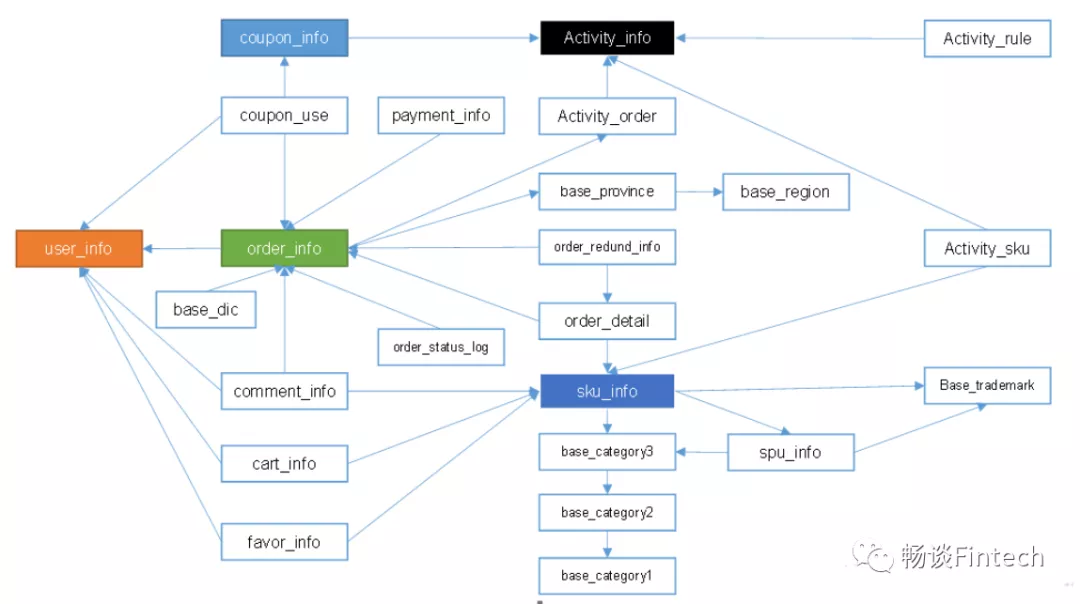 coupon_info
Activity_info
Activity_rule
coupon_use
payment_info
Activity_order
base_province
base_region
user_info
order_info
order_redund_info
Activity_sku
base_dic
order_detail
order_status_log
comment_info
sku_info
Base_trademark
cart_info
base_category3
spu_info
base_category2
favor_info
畅谈Fintech
base_category1